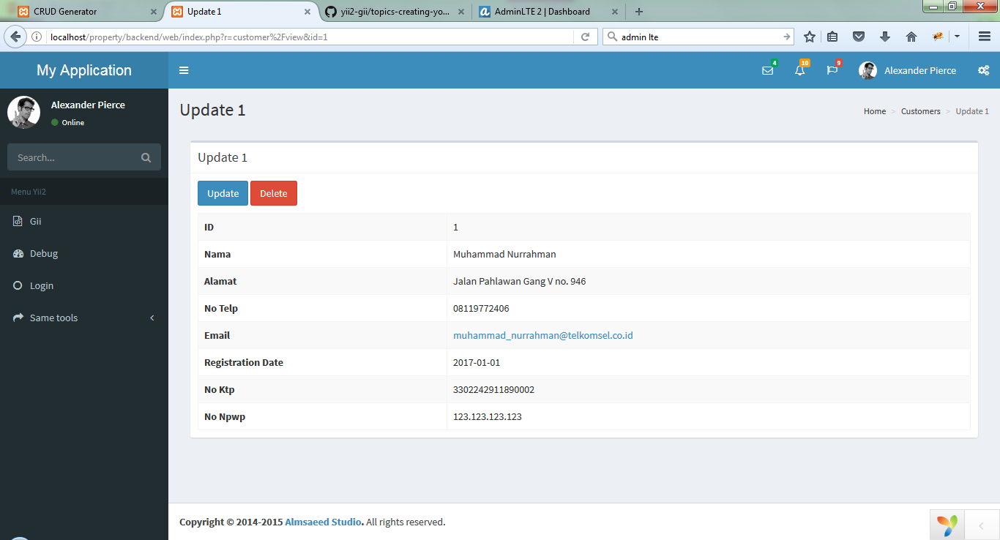 CRUD Generator
Update 1
yii2-gii/topics-creating-yo...
AdminLTE 2 | Dashboard
localhost/property/backend/web/index.php?r=customer%2Fview&id=1
admin lte
My Application
4
10
9
Alexander Pierce
Alexander Pierce
Online
Search...
Menu Yii2
Gii
Debug
Login
Same tools
Update 1
Home > Customers > Update 1
Update 1
Update Delete
ID 1
Nama Muhammad Nurrahman
Alamat Jalan Pahlawan Gang V no. 946
No Telp 08119772406
Email muhammad_nurrahman@telkomsel.co.id
Registration Date 2017-01-01
No Ktp 3302242911890002
No Npwp 123.123.123.123
Copyright © 2014-2015 Almsaeed Studio. All rights reserved.